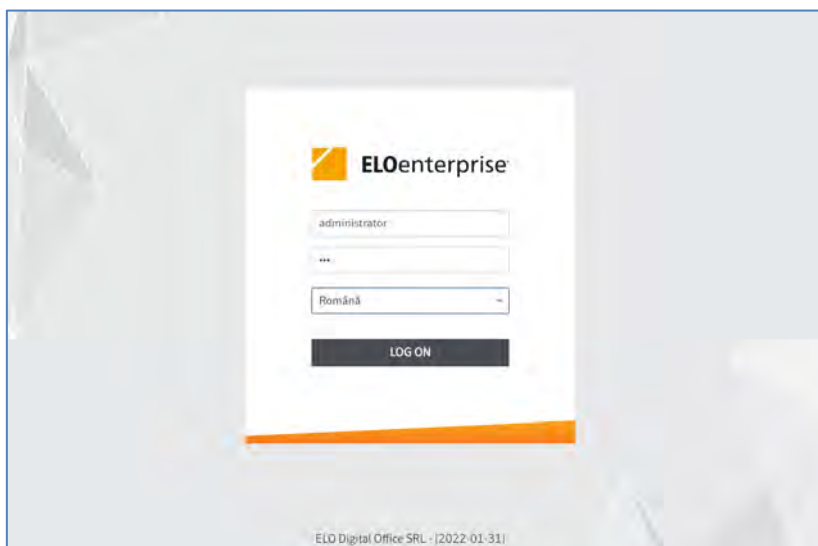 ELOenterprise
administrator
•••
Română
LOG ON
ELO Digital Office SRL - [2022-01-31]